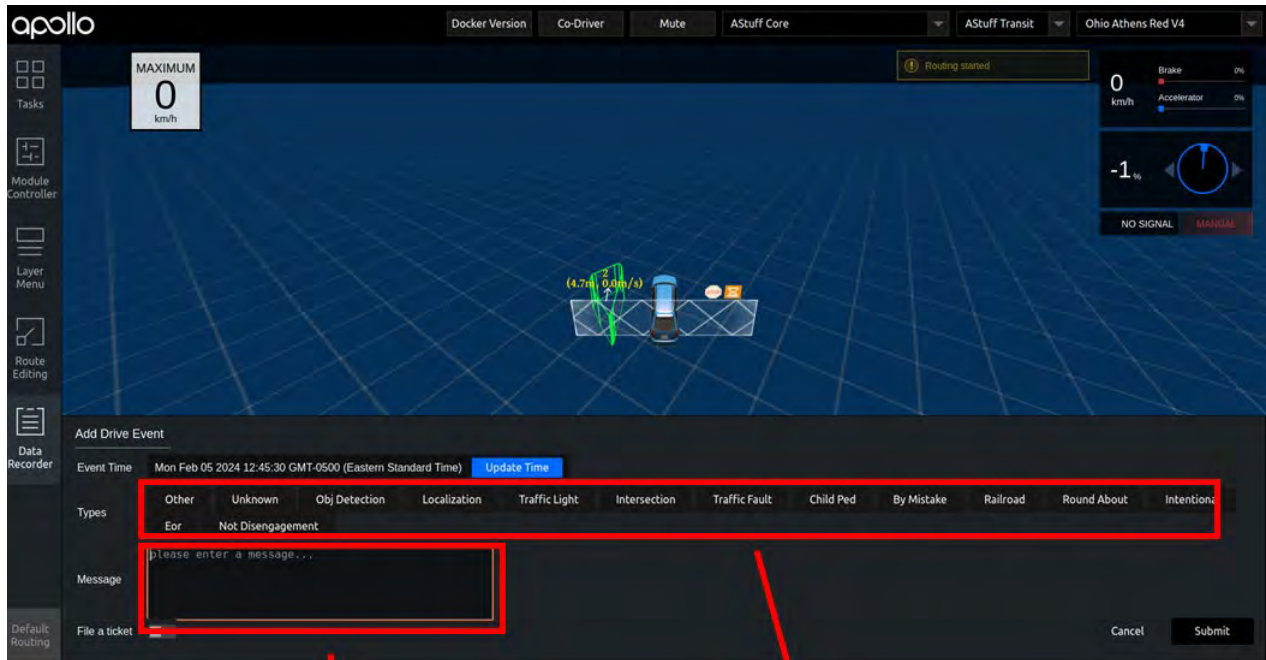 apollo
Docker Version Co-Driver Mute AStuff Core AStuff Transit Ohio Athens Red V4
Tasks
Module
Controller
Layer
Menu
Route
Editing
Data
Recorder
Default
Routing
MAXIMUM
0
km/h
Routing started
0
km/h
Brake 0%
Accelerator 0%
-1 %
NO SIGNAL MANUAL
2
(4.7m, 0.0m/s)
Add Drive Event
Event Time Mon Feb 05 2024 12:45:30 GMT-0500 (Eastern Standard Time) Update Time
Types
Other Unknown Obj Detection Localization Traffic Light Intersection Traffic Fault Child Ped By Mistake Railroad Round About Intentiona
Eor Not Disengagement
Message
please enter a message...
File a ticket
Cancel Submit